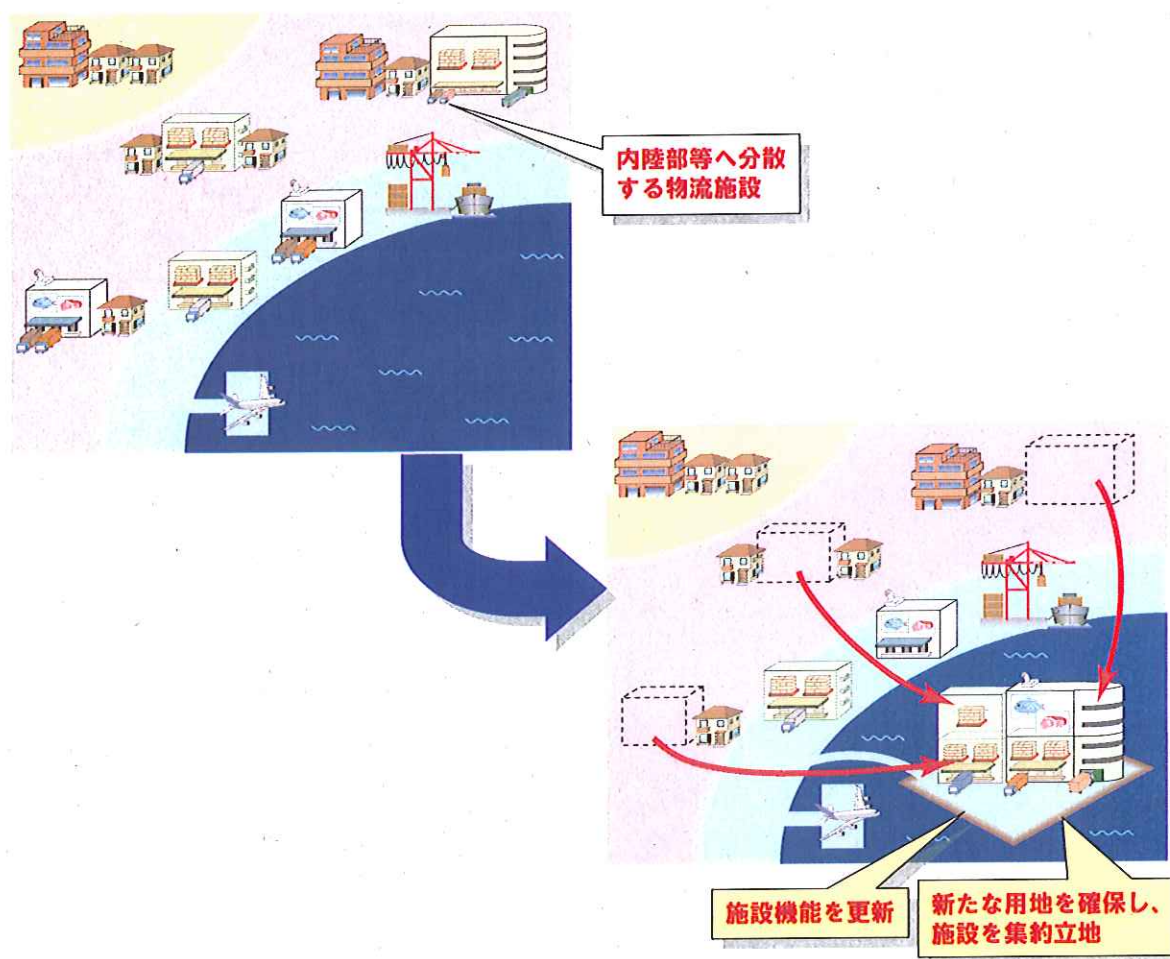 内陸部等へ分散
する物流施設
施設機能を更新
新たな用地を確保し、
施設を集約立地